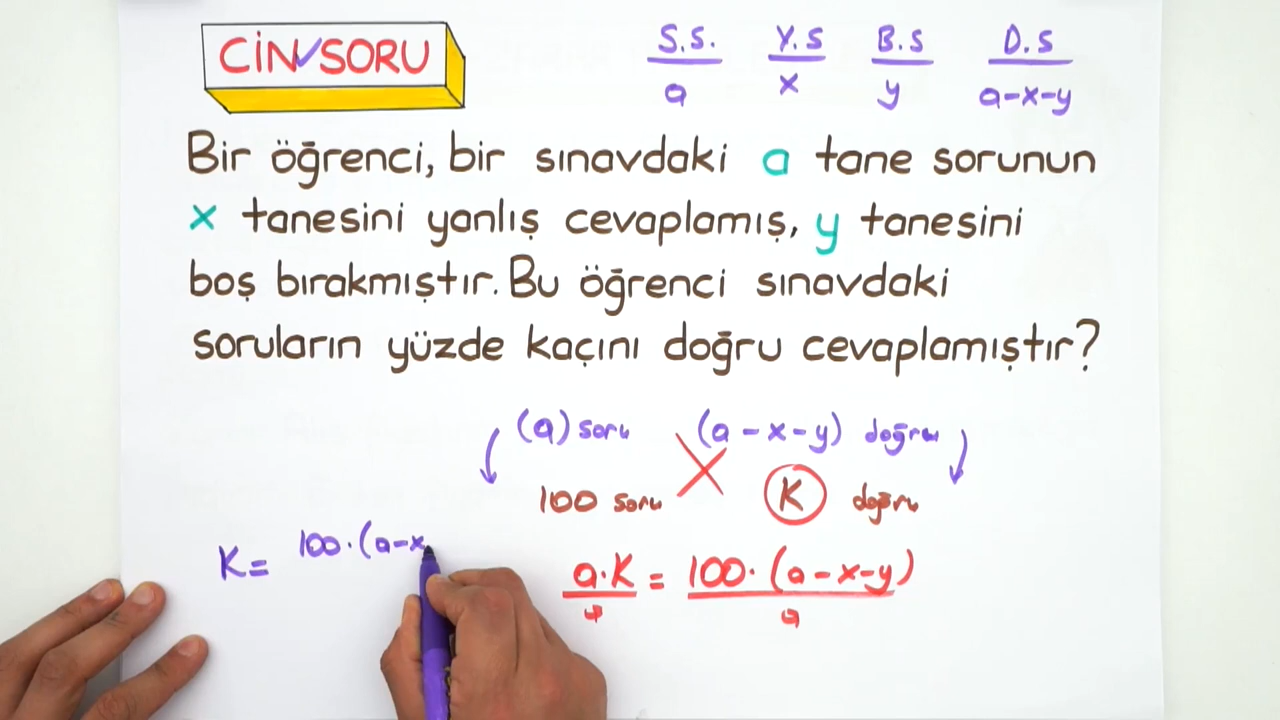 CİN SORU
S.S. Y.S B.S D.S
a x y a-x-y
Bir öğrenci, bir sınavdaki a tane sorunun
x tanesini yanlış cevaplamış, y tanesini
boş bırakmıştır. Bu öğrenci sınavdaki
soruların yüzde kaçını doğru cevaplamıştır?
(a) soru (a-x-y) doğru
100 soru K doğru
K= 100·(a-x
a·K = 100·(a-x-y)
a a